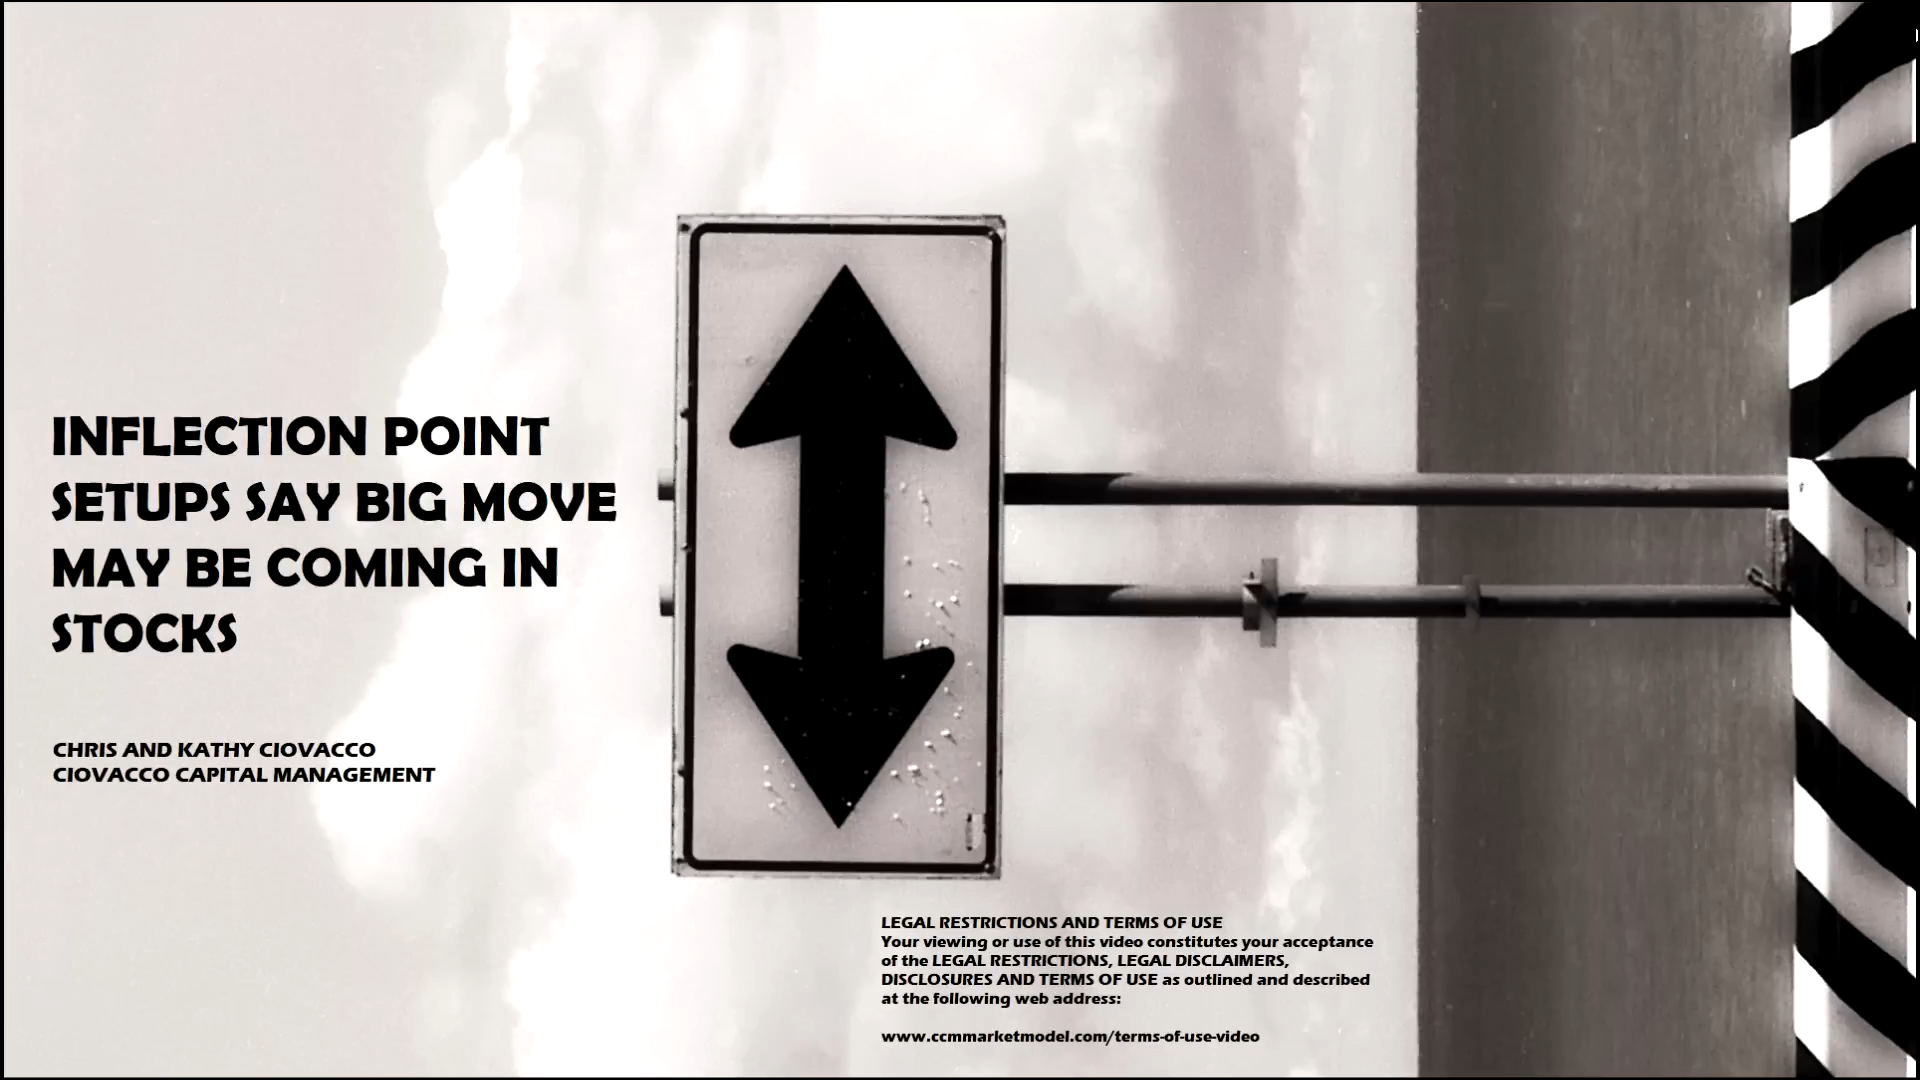 INFLECTION POINT
SETUPS SAY BIG MOVE
MAY BE COMING IN
STOCKS
CHRIS AND KATHY CIOVACCO
CIOVACCO CAPITAL MANAGEMENT
LEGAL RESTRICTIONS AND TERMS OF USE
Your viewing or use of this video constitutes your acceptance
of the LEGAL RESTRICTIONS, LEGAL DISCLAIMERS,
DISCLOSURES AND TERMS OF USE as outlined and described
at the following web address:
www.ccmmarketmodel.com/terms-of-use-video